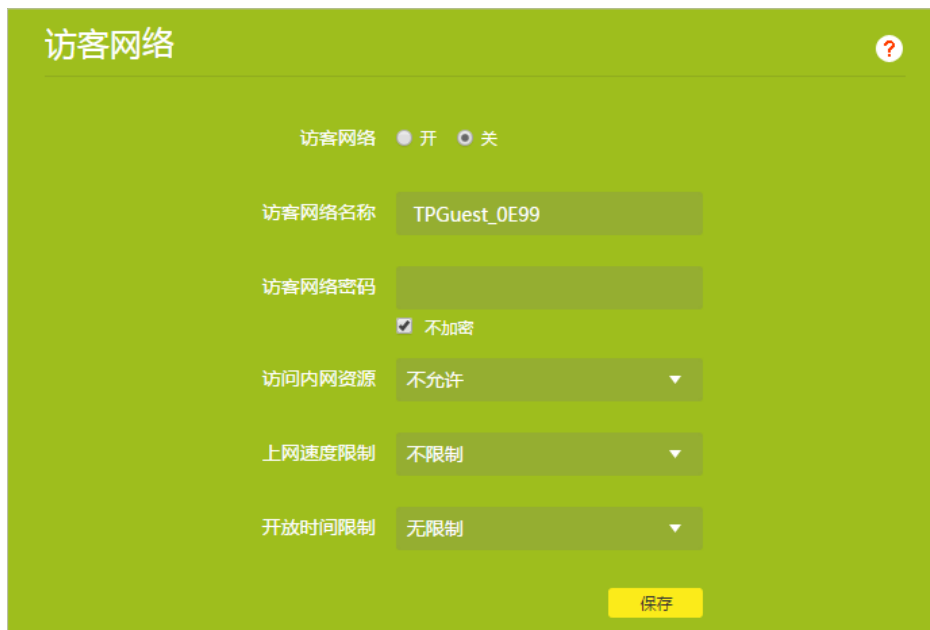 访客网络
?
访客网络 开 关
访客网络名称 TPGuest_0E99
访客网络密码
不加密
访问内网资源 不允许
上网速度限制 不限制
开放时间限制 无限制
保存